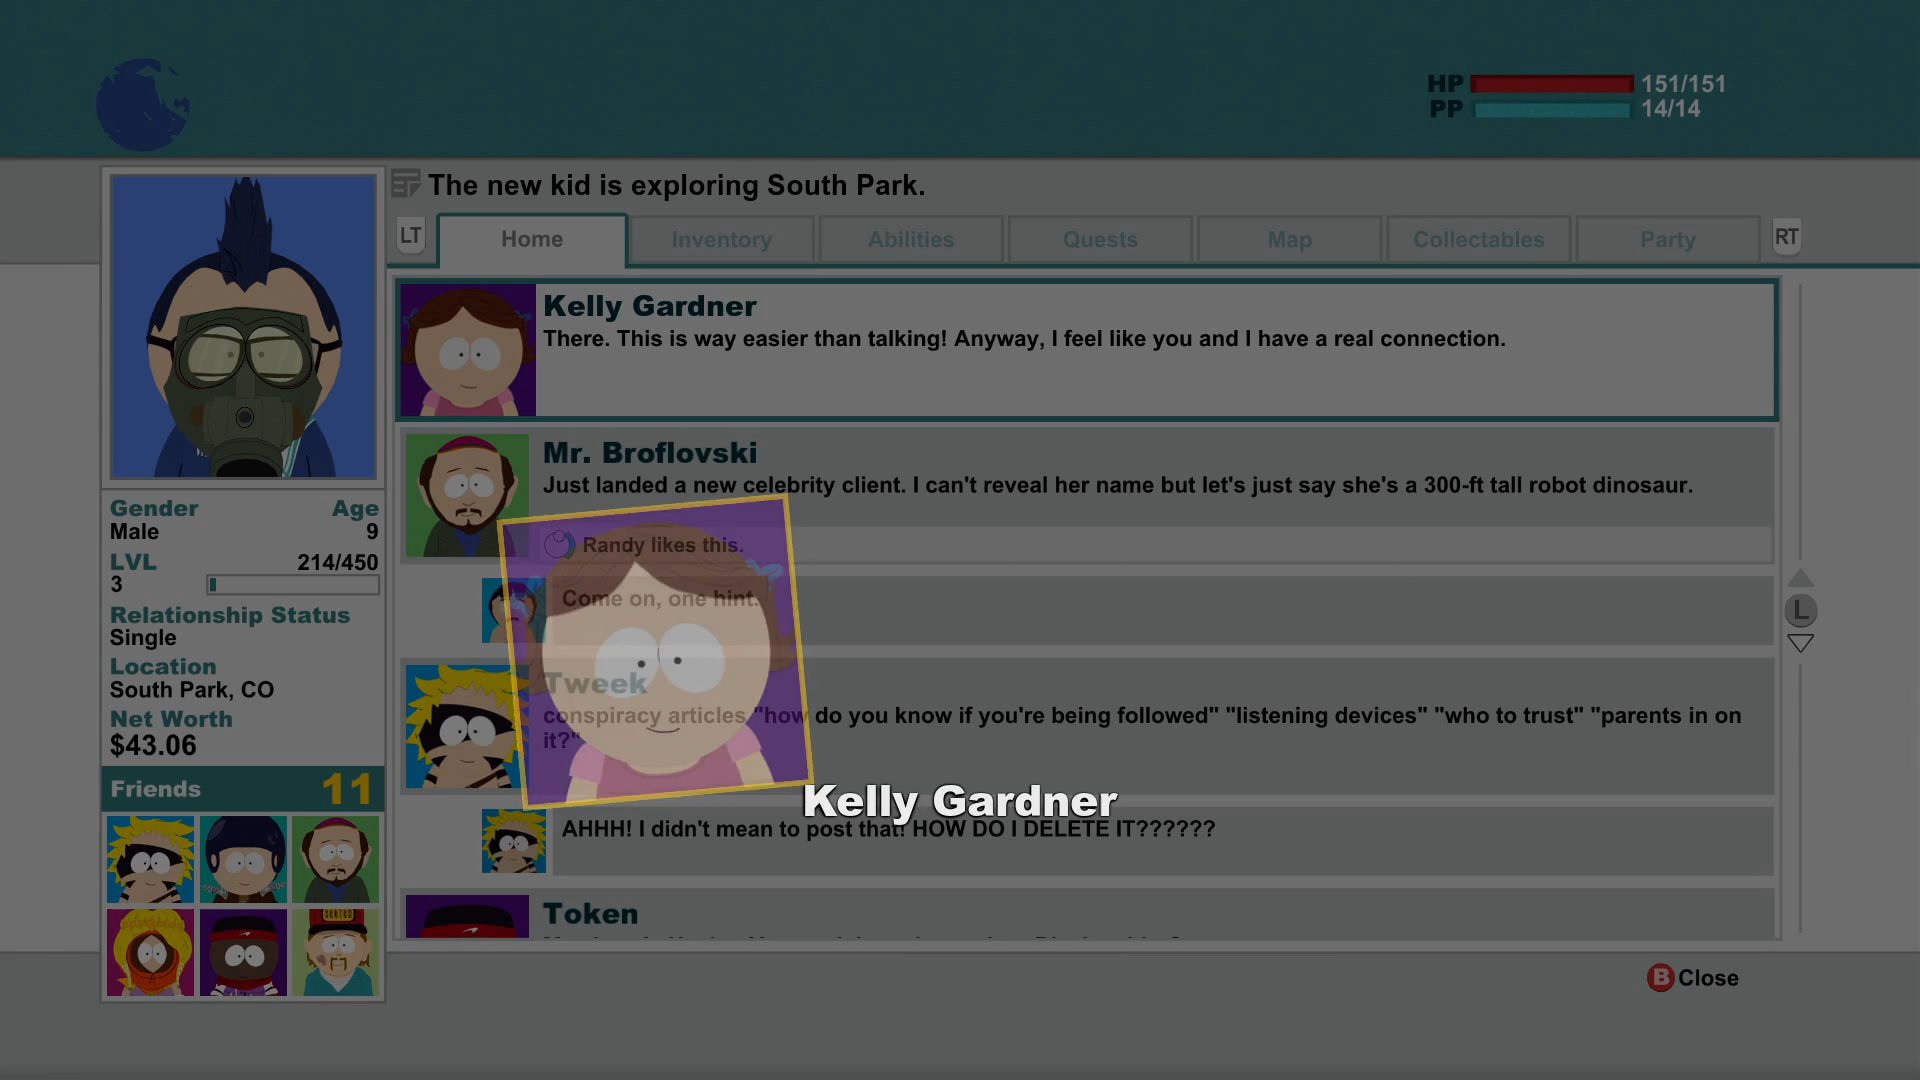 HP 151/151
PP 14/14
The new kid is exploring South Park.
LT Home Inventory Abilities Quests Map Collectables Party RT
Kelly Gardner
There. This is way easier than talking! Anyway, I feel like you and I have a real connection.
Mr. Broflovski
Just landed a new celebrity client. I can't reveal her name but let's just say she's a 300-ft tall robot dinosaur.
Randy likes this.
Come on, one hint.
Tweek
conspiracy articles "how do you know if you're being followed" "listening devices" "who to trust" "parents in on
it?"
Kelly Gardner
AHHH! I didn't mean to post that! HOW DO I DELETE IT??????
Token
Gender Age
Male 9
LVL 214/450
3
Relationship Status
Single
Location
South Park, CO
Net Worth
$43.06
Friends 11
L
B Close